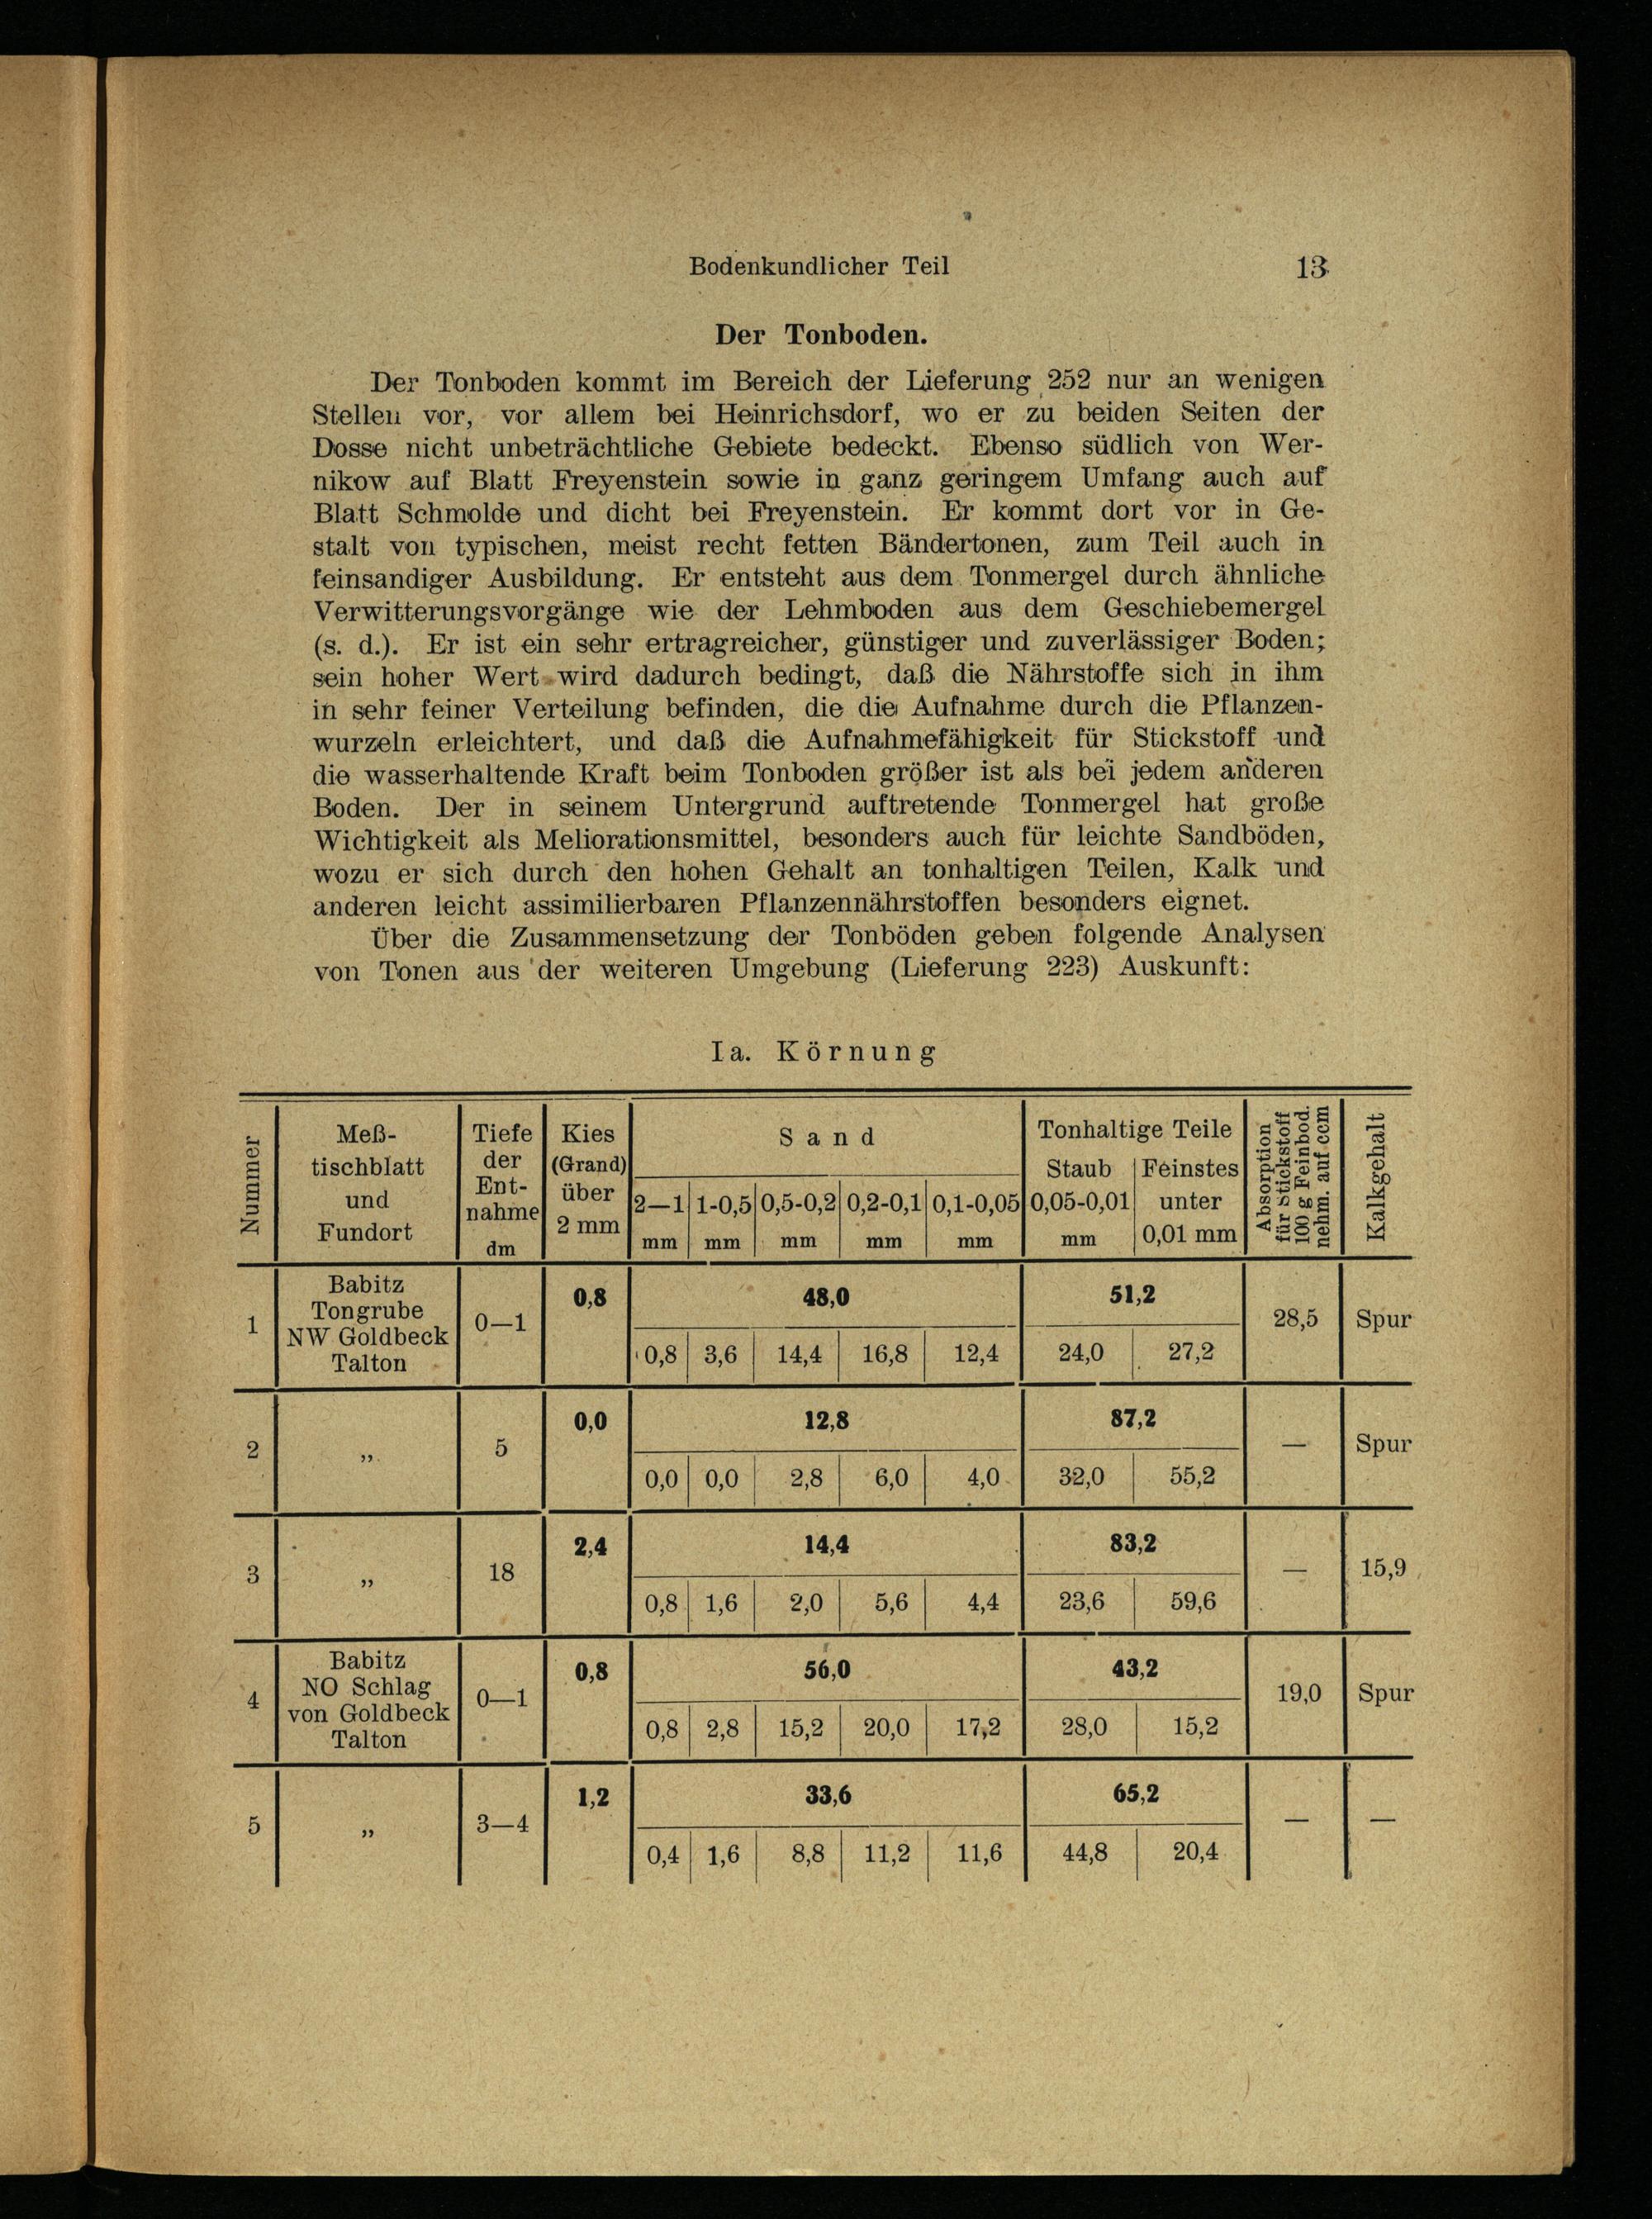 Bodenkundlicher Teil 13
Der Tonboden.
Der Tonboden kommt im Bereich der Lieferung 252 nur an wenigen
Stellen vor, vor allem bei Heinrichsdorf, wo er zu beiden Seiten der
Dosse nicht unbeträchtliche Gebiete bedeckt. Ebenso südlich von Wer-
nikow auf Blatt Freyenstein sowie in ganz geringem Umfang auch auf
Blatt Schmolde und dicht bei Freyenstein. Er kommt dort vor in Ge-
stalt von typischen, meist recht fetten Bändertonen, zum Teil auch in
feinsandiger Ausbildung. Er entsteht aus dem Tonmergel durch ähnliche
Verwitterungsvorgänge wie der Lehmboden aus dem Geschiebemergel
(s. d.). Er ist ein sehr ertragreicher, günstiger und zuverlässiger Boden;
sein hoher Wert wird dadurch bedingt, daß die Nährstoffe sich in ihm
in sehr feiner Verteilung befinden, die die Aufnahme durch die Pflanzen-
wurzeln erleichtert, und daß die Aufnahmefähigkeit für Stickstoff und
die wasserhaltende Kraft beim Tonboden größer ist als bei jedem anderen
Boden. Der in seinem Untergrund auftretende Tonmergel hat große
Wichtigkeit als Meliorationsmittel, besonders auch für leichte Sandböden,
wozu er sich durch den hohen Gehalt an tonhaltigen Teilen, Kalk und
anderen leicht assimilierbaren Pflanzennährstoffen besonders eignet.
Über die Zusammensetzung der Tonböden geben folgende Analysen
von Tonen aus der weiteren Umgebung (Lieferung 223) Auskunft:
Ia. Körnung
Nummer
Meß-
tischblatt
und
Fundort
Tiefe
der
Ent-
nahme
dm
Kies
(Grand)
über
2 mm
Sand
2—1 1-0,5 0,5-0,2 0,2-0,1 0,1-0,05
mm mm mm mm mm
Tonhaltige Teile
Staub
0,05-0,01
mm
Feinstes
unter
0,01 mm
Absorption
für Stickstoff
100 g Feinbod.
nehm. auf ccm
Kalkgehalt
1
Babitz
Tongrube
NW Goldbeck
Talton
0—1
0,8 48,0 51,2
0,8 3,6 14,4 16,8 12,4 24,0 27,2
28,5 Spur
2 „ 5
0,0 12,8 87,2
0,0 0,0 2,8 6,0 4,0 32,0 55,2
— Spur
3 „ 18
2,4 14,4 83,2
0,8 1,6 2,0 5,6 4,4 23,6 59,6
— 15,9
4
Babitz
NO Schlag
von Goldbeck
Talton
0—1
0,8 56,0 43,2
0,8 2,8 15,2 20,0 17,2 28,0 15,2
19,0 Spur
5 „ 3—4
1,2 33,6 65,2
0,4 1,6 8,8 11,2 11,6 44,8 20,4
— —